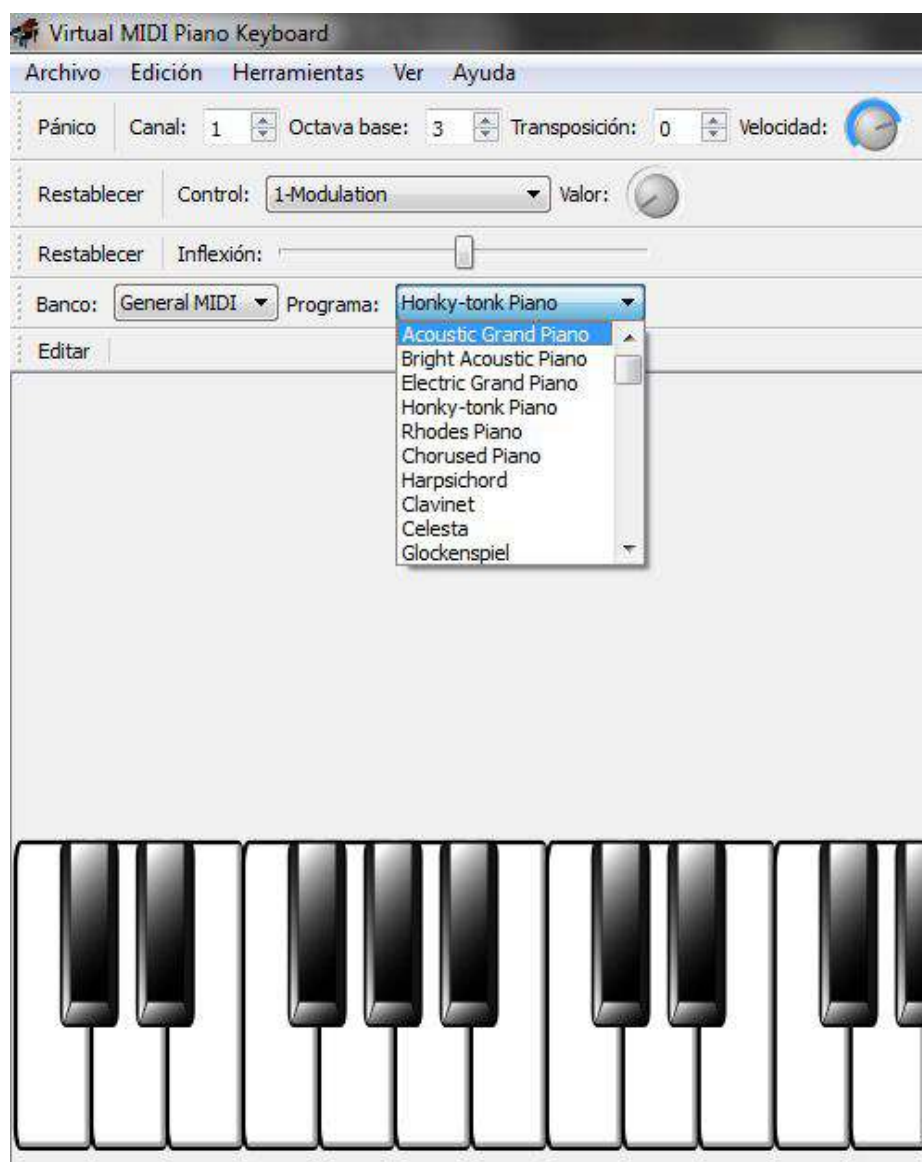 Virtual MIDI Piano Keyboard
Archivo Edición Herramientas Ver Ayuda
Pánico Canal: 1 Octava base: 3 Transposición: 0 Velocidad:
Restablecer Control: 1-Modulation Valor:
Restablecer Inflexión:
Banco: General MIDI Programa: Honky-tonk Piano
Editar
Acoustic Grand Piano
Bright Acoustic Piano
Electric Grand Piano
Honky-tonk Piano
Rhodes Piano
Chorused Piano
Harpsichord
Clavinet
Celesta
Glockenspiel